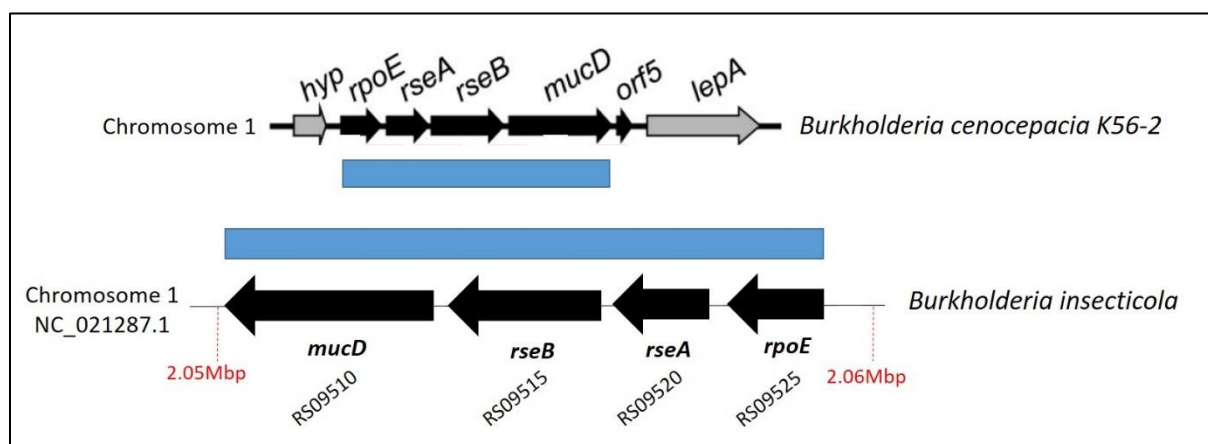 hyp rpoE rseA rseB mucD orf5 lepA
Chromosome 1 Burkholderia cenocepacia K56-2
Chromosome 1 Burkholderia insecticola
NC_021287.1
mucD rseB rseA rpoE
2.05Mbp 2.06Mbp
RS09510 RS09515 RS09520 RS09525